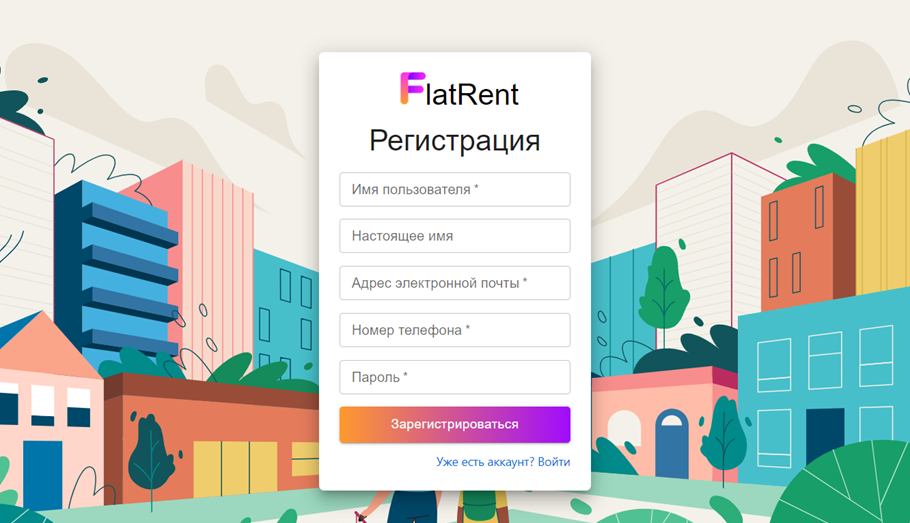 FlatRent
Регистрация
Имя пользователя *
Настоящее имя
Адрес электронной почты *
Номер телефона *
Пароль *
Зарегистрироваться
Уже есть аккаунт? Войти